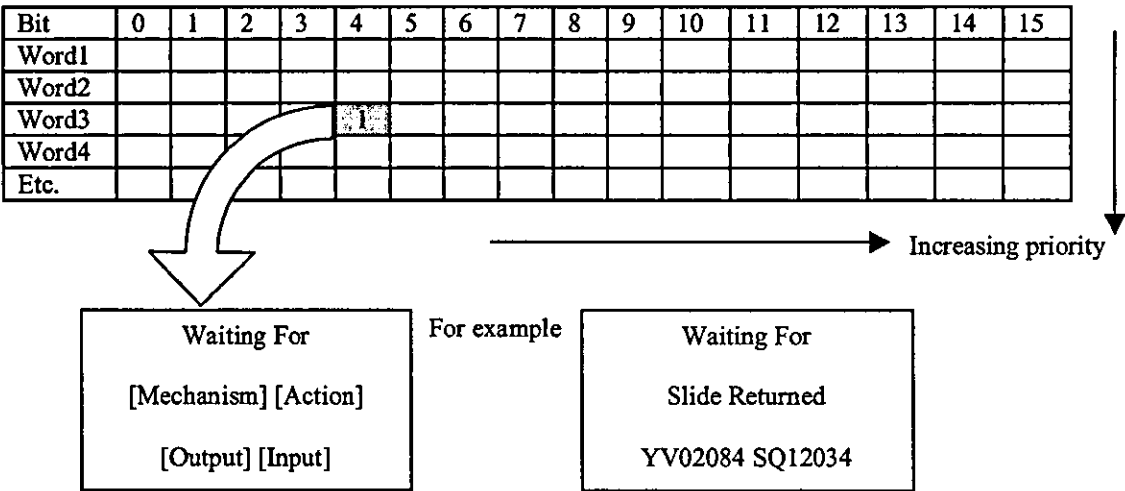 Bit 0 1 2 3 4 5 6 7 8 9 10 11 12 13 14 15
Word1
Word2
Word3 1
Word4
Etc.
Increasing priority
Waiting For
[Mechanism] [Action]
[Output] [Input]
For example
Waiting For
Slide Returned
YV02084 SQ12034